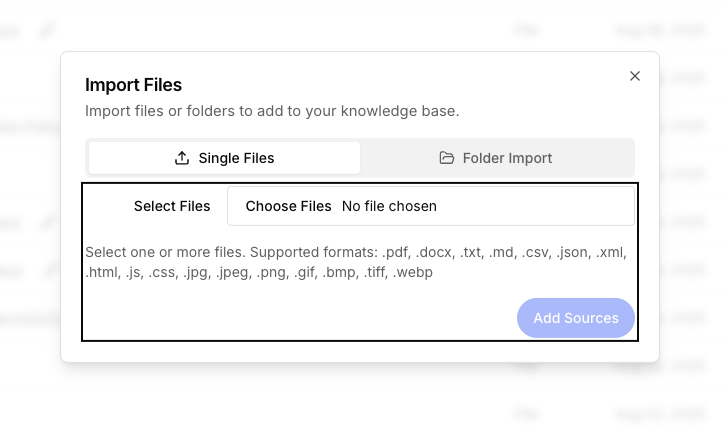 Import Files
Import files or folders to add to your knowledge base.
Single Files
Folder Import
Select Files
Choose Files No file chosen
Select one or more files. Supported formats: .pdf, .docx, .txt, .md, .csv, .json, .xml,
.html, .js, .css, .jpg, .jpeg, .png, .gif, .bmp, .tiff, .webp
Add Sources